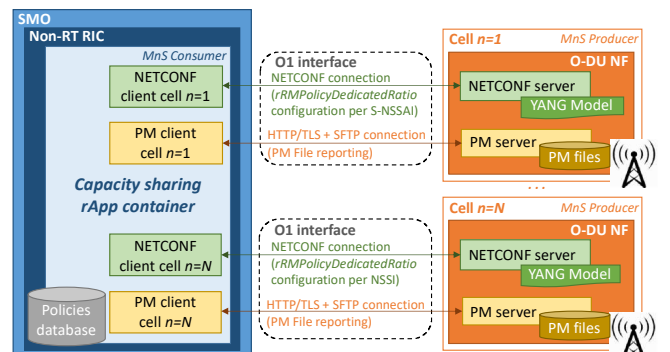 SMO
Non-RT RIC
MnS Consumer
NETCONF
client cell n=1
PM client
cell n=1
Capacity sharing
rApp container
NETCONF
client cell n=N
PM client
cell n=N
Policies
database
O1 interface
NETCONF connection
(rRMPolicyDedicatedRatio
configuration per S-NSSAI)
HTTP/TLS + SFTP connection
(PM File reporting)
O1 interface
NETCONF connection
(rRMPolicyDedicatedRatio
configuration per NSSI)
HTTP/TLS + SFTP connection
(PM File reporting)
Cell n=1
MnS Producer
O-DU NF
NETCONF server
YANG Model
PM server
PM files
...
Cell n=N
MnS Producer
O-DU NF
NETCONF server
YANG Model
PM server
PM files